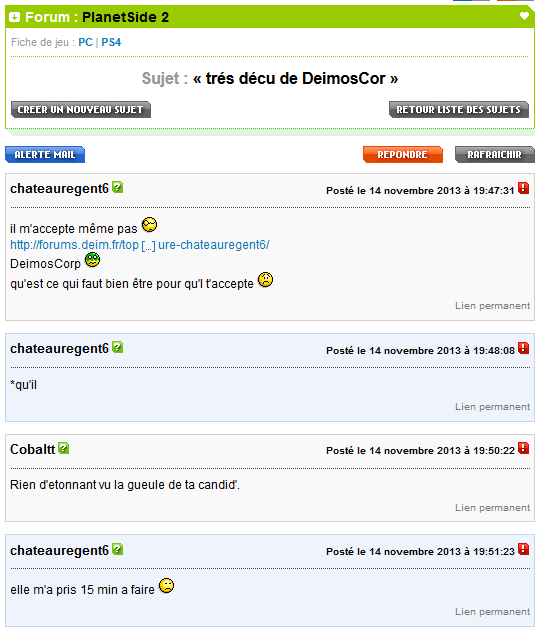 Forum : PlanetSide 2
Fiche de jeu : PC | PS4
Sujet : « trés décu de DeimosCor »
CREER UN NOUVEAU SUJET RETOUR LISTE DES SUJETS
ALERTE MAIL REPONDRE RAFRAICHIR
chateauregent6 Posté le 14 novembre 2013 à 19:47:31
il m'accepte même pas
http://forums.deim.fr/top [...] ure-chateauregent6/
DeimosCorp
qu'est ce qui faut bien être pour qu'l t'accepte
Lien permanent
chateauregent6 Posté le 14 novembre 2013 à 19:48:08
*qu'il
Lien permanent
Cobaltt Posté le 14 novembre 2013 à 19:50:22
Rien d'etonnant vu la gueule de ta candid'.
Lien permanent
chateauregent6 Posté le 14 novembre 2013 à 19:51:23
elle m'a pris 15 min a faire
Lien permanent